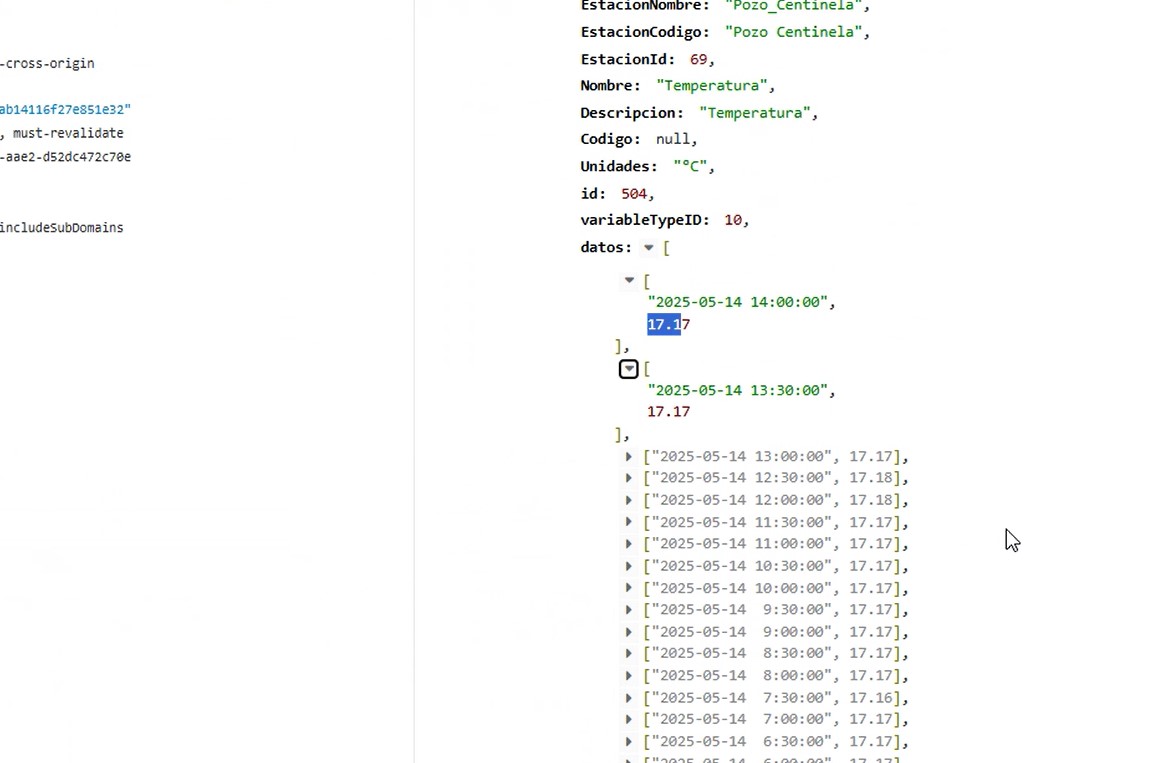 -cross-origin
ab14116f27e851e32"
, must-revalidate
-aae2-d52dc472c70e
includeSubDomains
EstacionNombre: "Pozo_Centinela",
EstacionCodigo: "Pozo Centinela",
EstacionId: 69,
Nombre: "Temperatura",
Descripcion: "Temperatura",
Codigo: null,
Unidades: "°C",
id: 504,
variableTypeID: 10,
datos: [
[
"2025-05-14 14:00:00",
17.17
],
[
"2025-05-14 13:30:00",
17.17
],
["2025-05-14 13:00:00", 17.17],
["2025-05-14 12:30:00", 17.18],
["2025-05-14 12:00:00", 17.18],
["2025-05-14 11:30:00", 17.17],
["2025-05-14 11:00:00", 17.17],
["2025-05-14 10:30:00", 17.17],
["2025-05-14 10:00:00", 17.17],
["2025-05-14  9:30:00", 17.17],
["2025-05-14  9:00:00", 17.17],
["2025-05-14  8:30:00", 17.17],
["2025-05-14  8:00:00", 17.17],
["2025-05-14  7:30:00", 17.16],
["2025-05-14  7:00:00", 17.17],
["2025-05-14  6:30:00", 17.17],
["2025-05-14  6:00:00", 17.17],